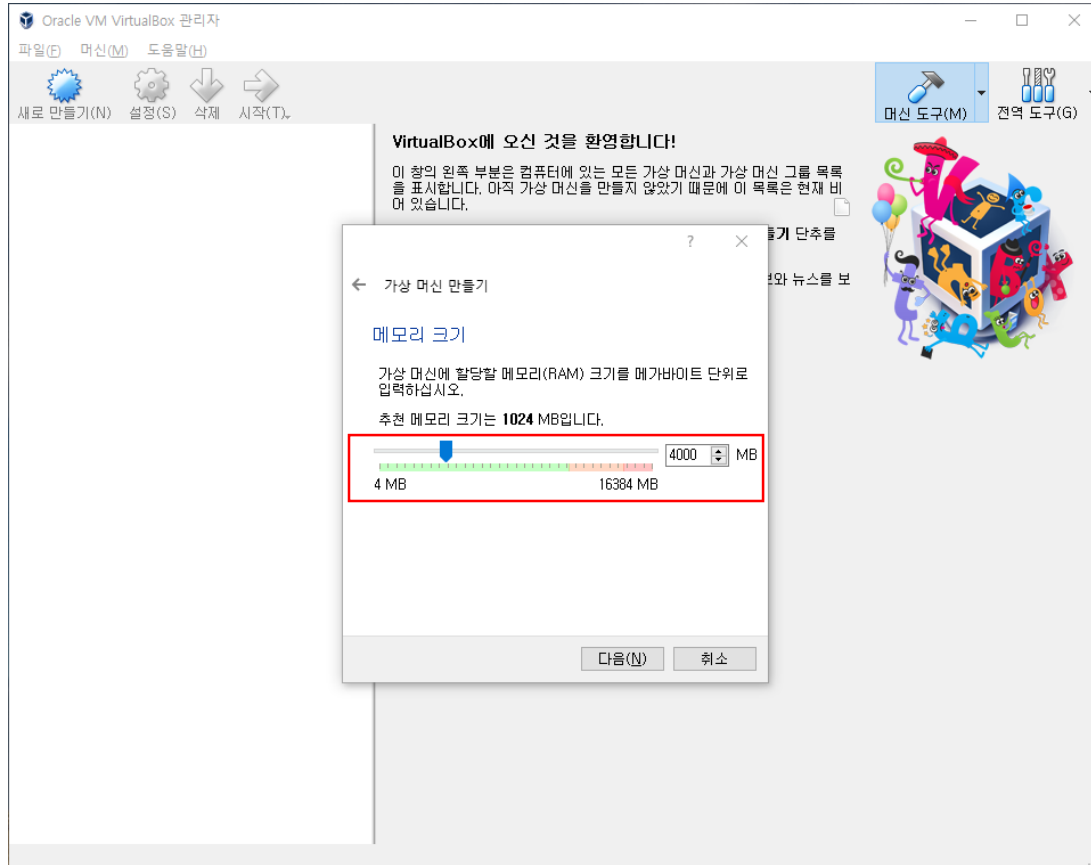 Oracle VM VirtualBox 관리자
파일(F) 머신(M) 도움말(H)
새로 만들기(N) 설정(S) 삭제 시작(T)
머신 도구(M) 전역 도구(G)
VirtualBox에 오신 것을 환영합니다!
이 창의 왼쪽 부분은 컴퓨터에 있는 모든 가상 머신과 가상 머신 그룹 목록
을 표시합니다. 아직 가상 머신을 만들지 않았기 때문에 이 목록은 현재 비
어 있습니다.
들기 단추를
보와 뉴스를 보
?
가상 머신 만들기
메모리 크기
가상 머신에 할당할 메모리(RAM) 크기를 메가바이트 단위로
입력하십시오.
추천 메모리 크기는 1024 MB입니다.
4000 MB
4 MB 16384 MB
다음(N) 취소